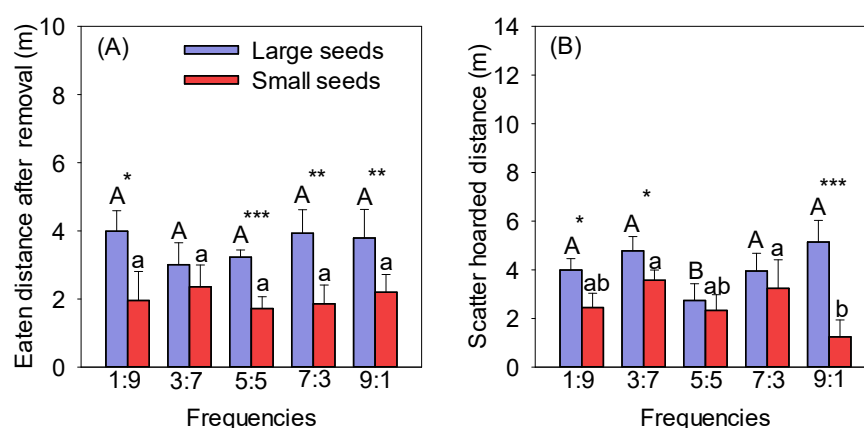 (A)
Large seeds
Small seeds
Eaten distance after removal (m)
10
8
6
4
2
0
* ** ** ***
A a
A a
A a
A a
A a
1:9 3:7 5:5 7:3 9:1
Frequencies
(B)
Scatter hoarded distance (m)
14
12
10
8
6
4
2
0
* * ***
A ab
A a
B ab
A a
A b
1:9 3:7 5:5 7:3 9:1
Frequencies